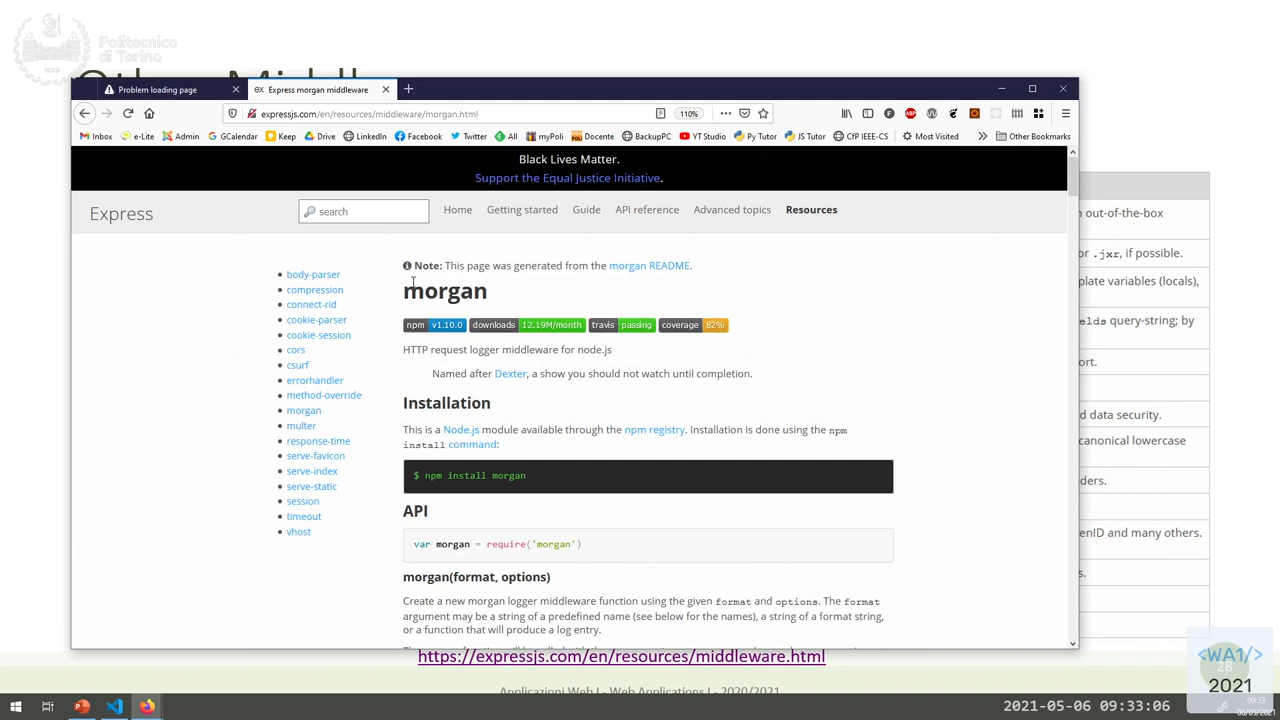 Politecnico
di Torino
Problem loading page
Express morgan middleware
expressjs.com/en/resources/middleware/morgan.html
110%
Inbox
e-Lite
Admin
GCalendar
Keep
Drive
LinkedIn
Facebook
Twitter
All
myPoli
Docente
BackupPC
YT Studio
Py Tutor
JS Tutor
CfP IEEE-CS
Most Visited
Other Bookmarks
Black Lives Matter.
Support the Equal Justice Initiative.
Express
search
Home
Getting started
Guide
API reference
Advanced topics
Resources
body-parser
compression
connect-rid
cookie-parser
cookie-session
cors
csurf
errorhandler
method-override
morgan
multer
response-time
serve-favicon
serve-index
serve-static
session
timeout
vhost
Note: This page was generated from the morgan README.
morgan
npm v1.10.0 downloads 12.19M/month travis passing coverage 82%
HTTP request logger middleware for node.js
Named after Dexter, a show you should not watch until completion.
Installation
This is a Node.js module available through the npm registry. Installation is done using the npm
install command:
$ npm install morgan
API
var morgan = require('morgan')
morgan(format, options)
Create a new morgan logger middleware function using the given format and options. The format
argument may be a string of a predefined name (see below for the names), a string of a format string,
or a function that will produce a log entry.
out-of-the-box
or .jxr, if possible.
plate variables (locals),
elds query-string; by
ort.
d data security.
canonical lowercase
ders.
enID and many others.
s.
https://expressjs.com/en/resources/middleware.html
Applicazioni Web I - Web Applications I - 2020/2021
<WA1/>
28
2021
2021-05-06 09:33:06
09:33
06/05/2021